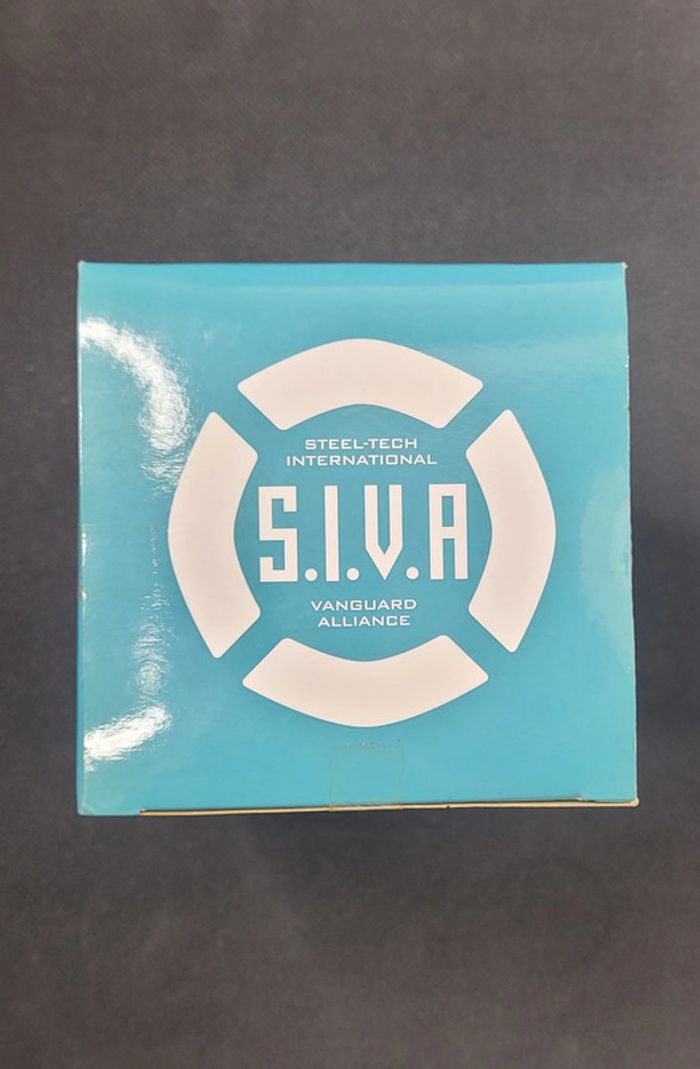 STEEL-TECH
INTERNATIONAL
S.I.V.A
VANGUARD
ALLIANCE